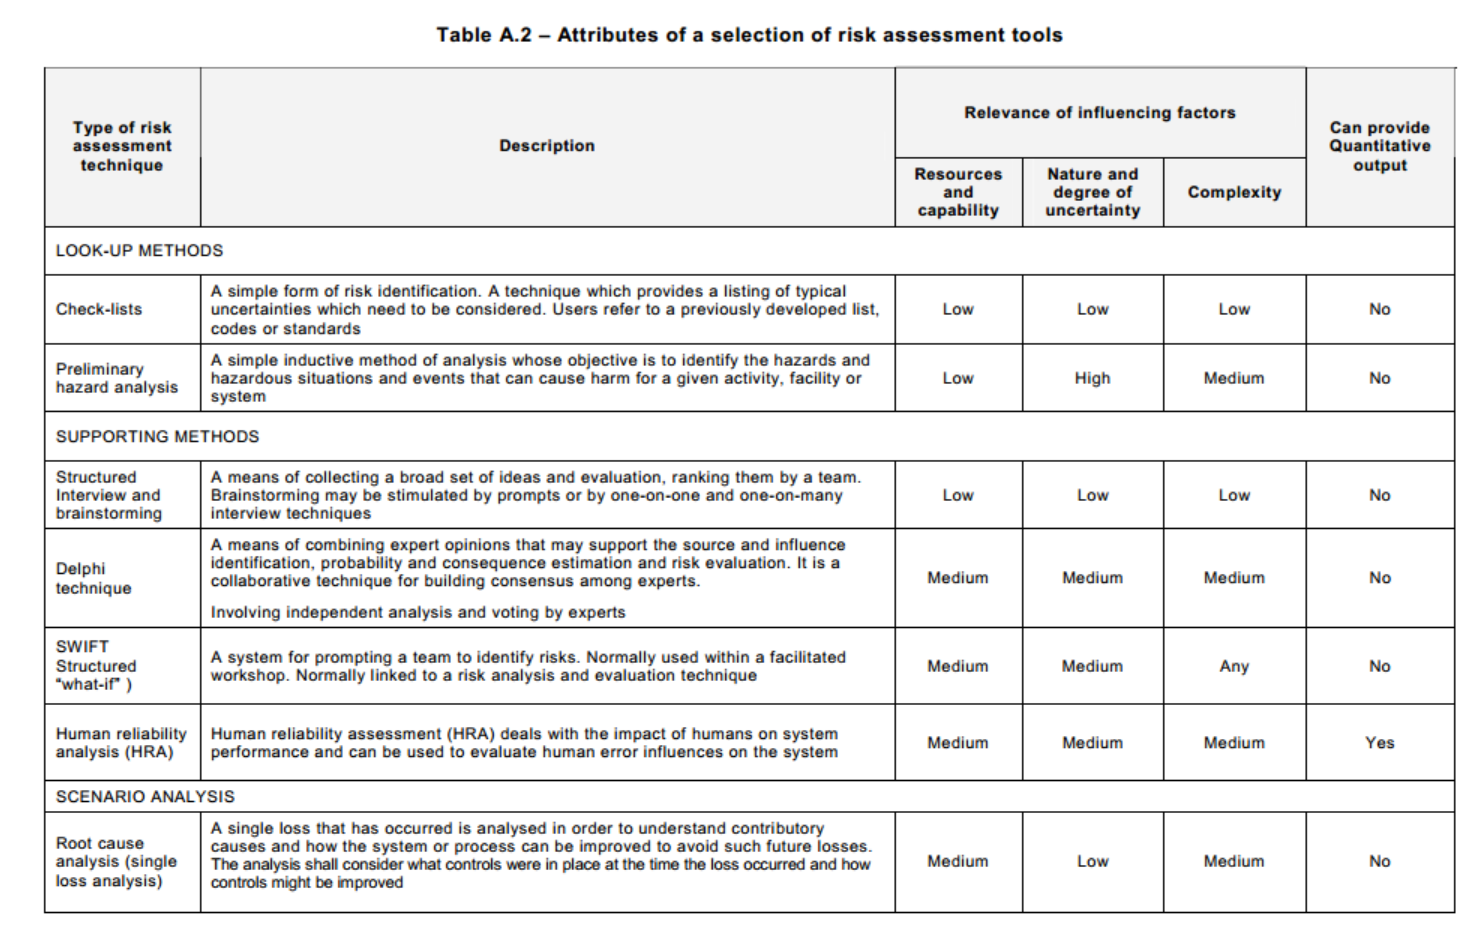 Table A.2 – Attributes of a selection of risk assessment tools
Type of risk
assessment
technique
Description
Relevance of influencing factors
Can provide
Quantitative
output
Resources
and
capability
Nature and
degree of
uncertainty
Complexity
LOOK-UP METHODS
Check-lists
A simple form of risk identification. A technique which provides a listing of typical
uncertainties which need to be considered. Users refer to a previously developed list,
codes or standards
Low
Low
Low
No
Preliminary
hazard analysis
A simple inductive method of analysis whose objective is to identify the hazards and
hazardous situations and events that can cause harm for a given activity, facility or
system
Low
High
Medium
No
SUPPORTING METHODS
Structured
Interview and
brainstorming
A means of collecting a broad set of ideas and evaluation, ranking them by a team.
Brainstorming may be stimulated by prompts or by one-on-one and one-on-many
interview techniques
Low
Low
Low
No
Delphi
technique
A means of combining expert opinions that may support the source and influence
identification, probability and consequence estimation and risk evaluation. It is a
collaborative technique for building consensus among experts.
Involving independent analysis and voting by experts
Medium
Medium
Medium
No
SWIFT
Structured
“what-if” )
A system for prompting a team to identify risks. Normally used within a facilitated
workshop. Normally linked to a risk analysis and evaluation technique
Medium
Medium
Any
No
Human reliability
analysis (HRA)
Human reliability assessment (HRA) deals with the impact of humans on system
performance and can be used to evaluate human error influences on the system
Medium
Medium
Medium
Yes
SCENARIO ANALYSIS
Root cause
analysis (single
loss analysis)
A single loss that has occurred is analysed in order to understand contributory
causes and how the system or process can be improved to avoid such future losses.
The analysis shall consider what controls were in place at the time the loss occurred and how
controls might be improved
Medium
Low
Medium
No